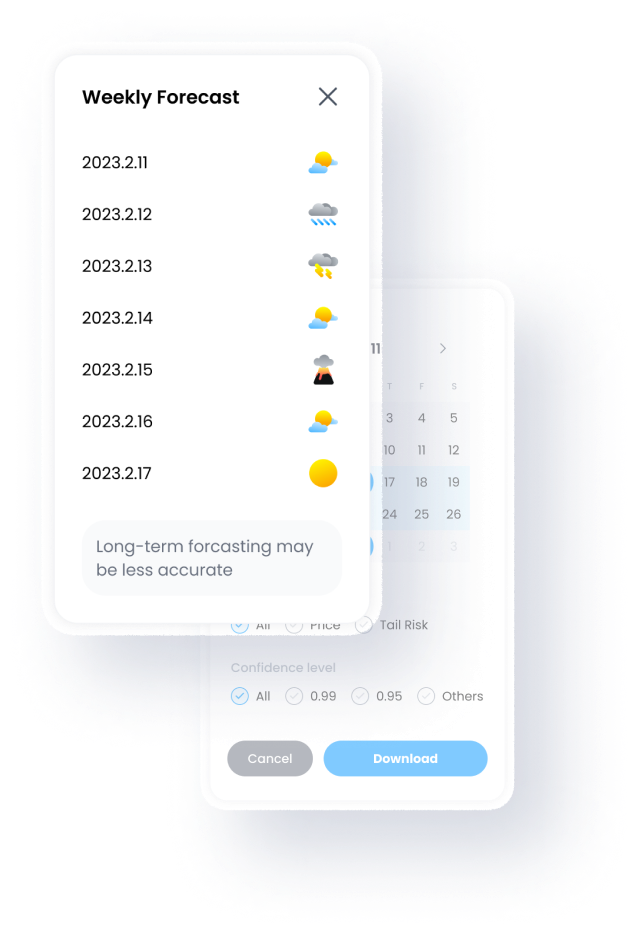 Weekly Forecast
2023.2.11
2023.2.12
2023.2.13
2023.2.14
2023.2.15
2023.2.16
2023.2.17
Long-term forcasting may
be less accurate
11
T F S
3 4 5
10 11 12
17 18 19
24 25 26
1 2 3
All Price Tail Risk
Confidence level
All 0.99 0.95 Others
Cancel Download